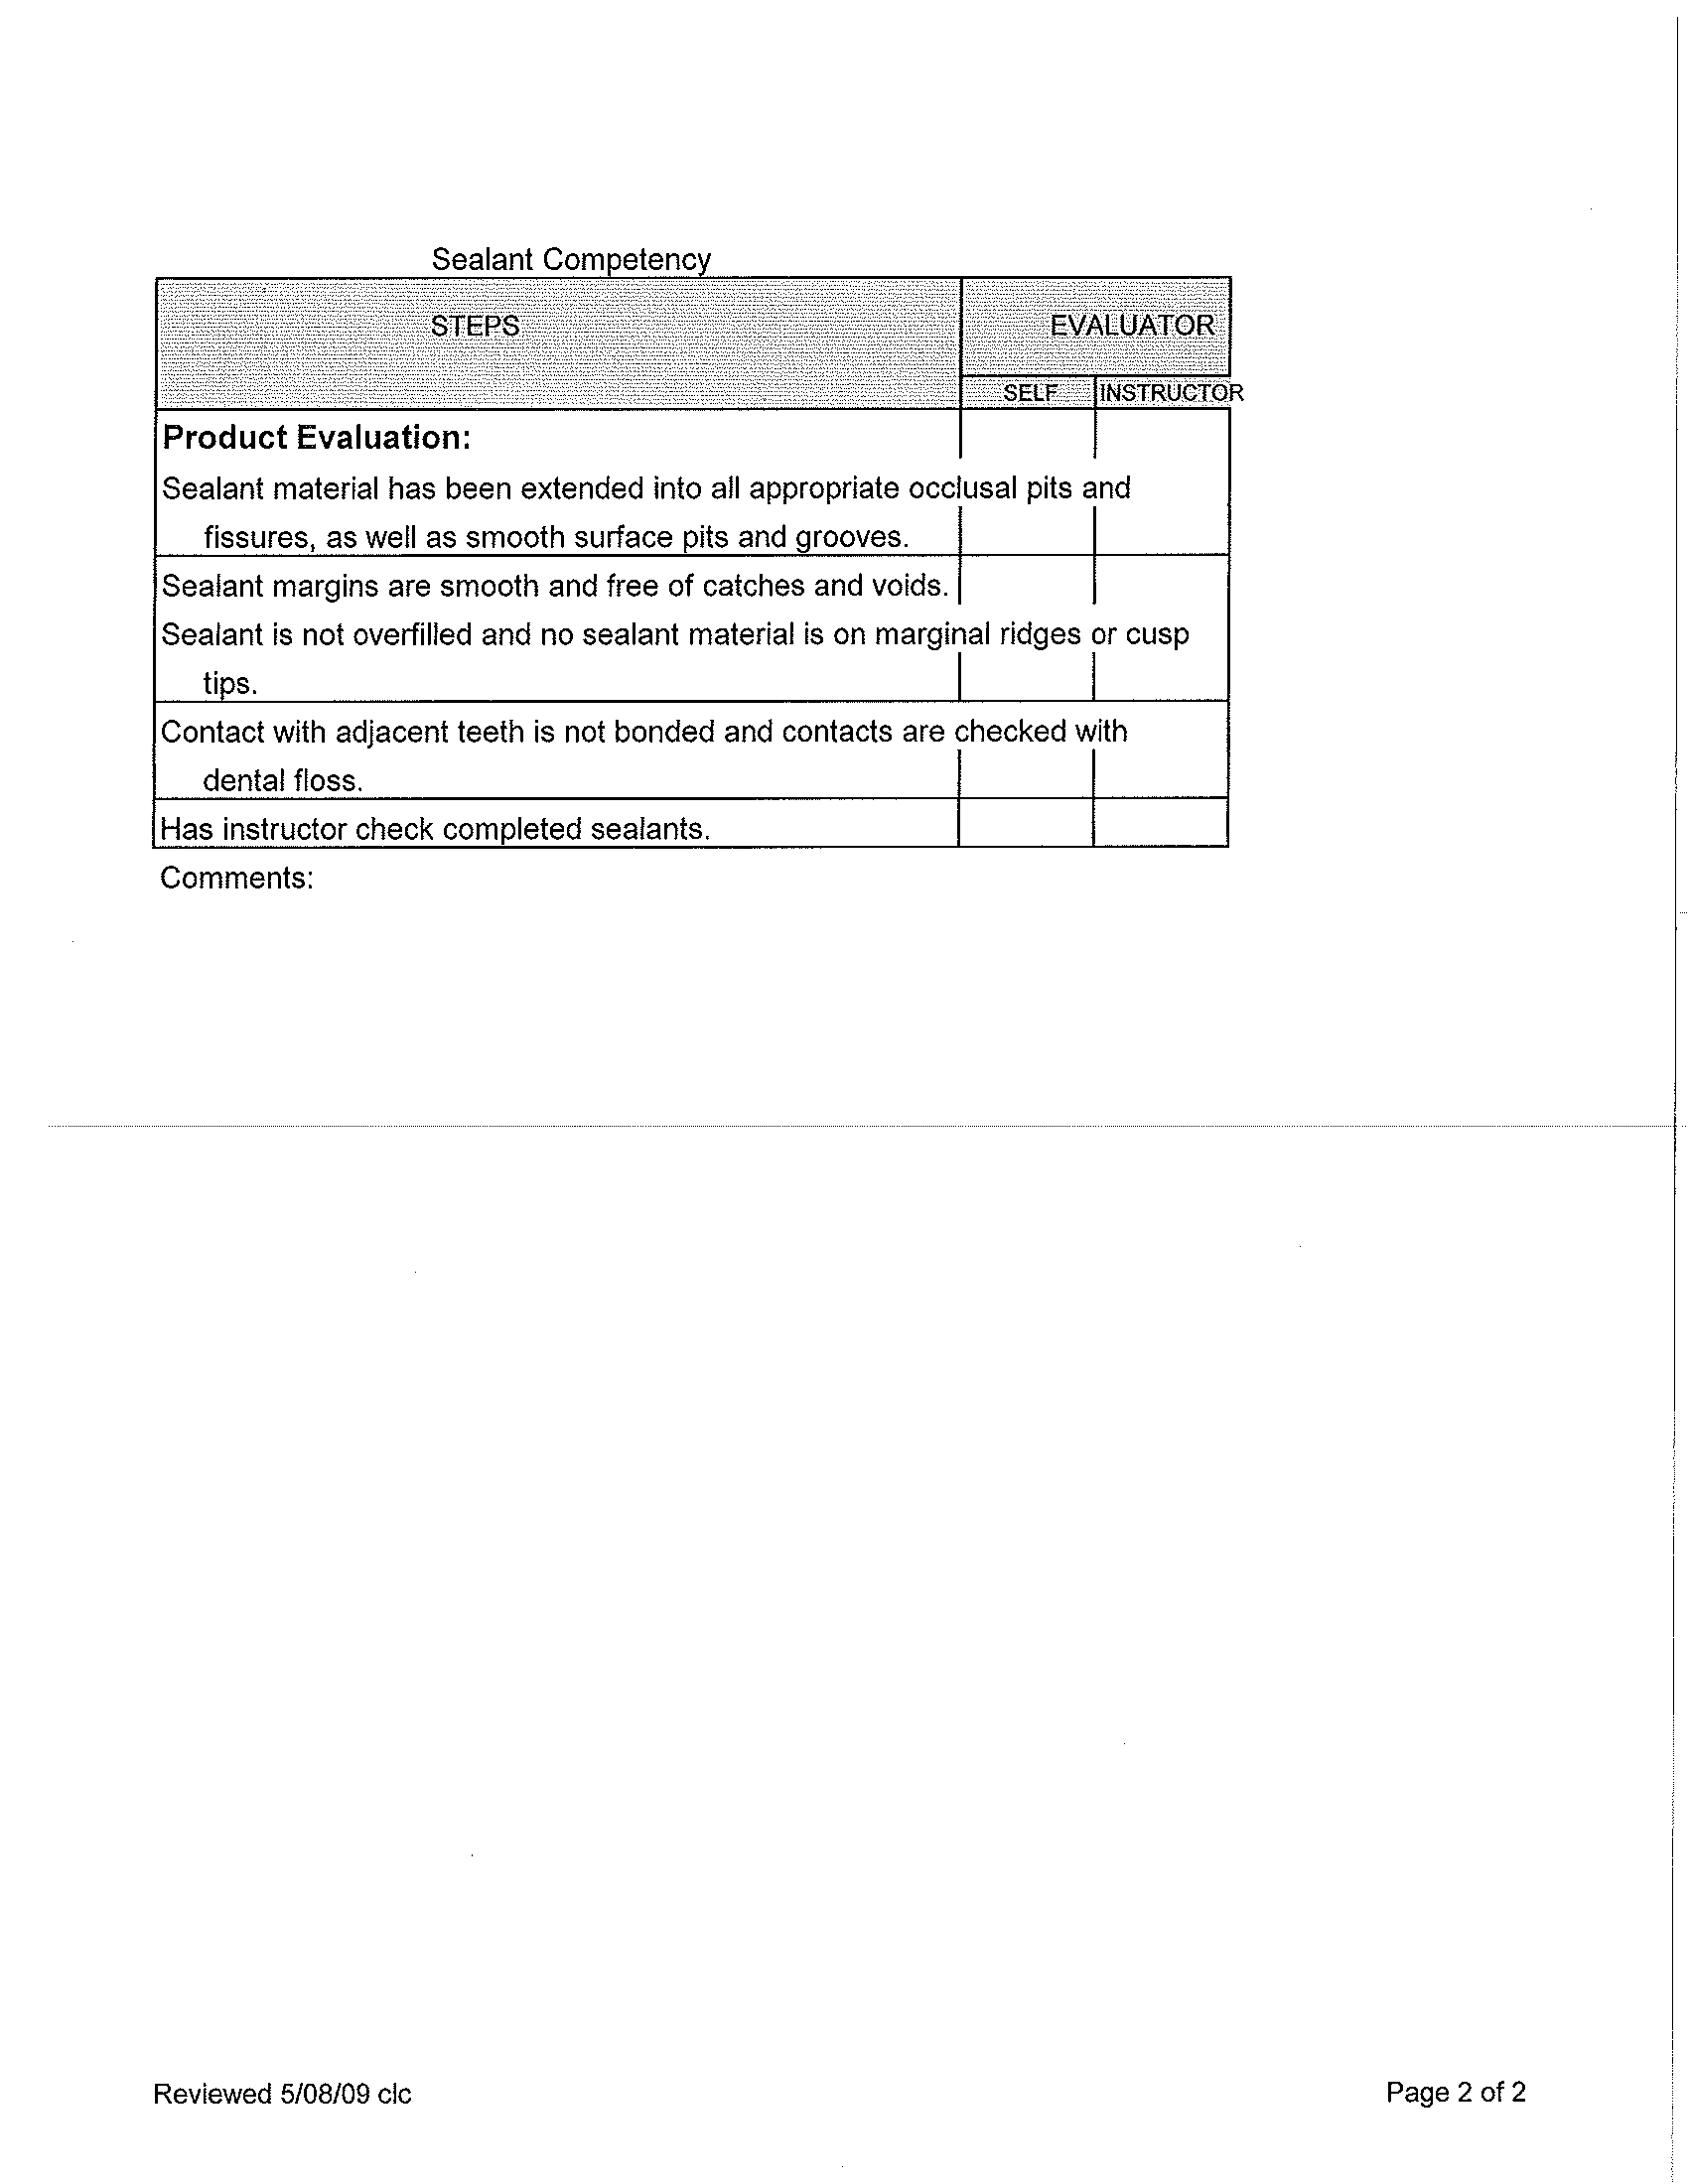 Sealant Competency
STEPS
EVALUATOR
SELF
INSTRUCTOR
Product Evaluation:
Sealant material has been extended into all appropriate occlusal pits and
fissures, as well as smooth surface pits and grooves.
Sealant margins are smooth and free of catches and voids.
Sealant is not overfilled and no sealant material is on marginal ridges or cusp
tips.
Contact with adjacent teeth is not bonded and contacts are checked with
dental floss.
Has instructor check completed sealants.
Comments:
Reviewed 5/08/09 clc
Page 2 of 2